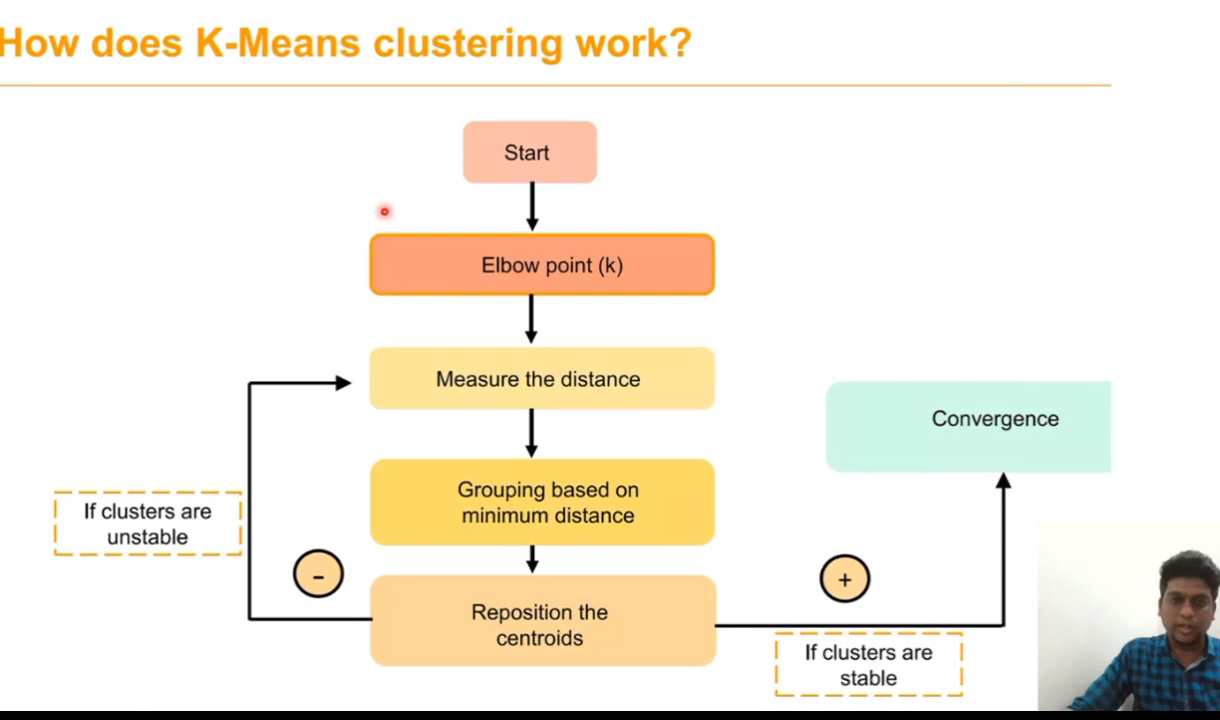 How does K-Means clustering work?
Start
Elbow point (k)
Measure the distance
Convergence
Grouping based on
minimum distance
If clusters are
unstable
-
+
Reposition the
centroids
If clusters are
stable